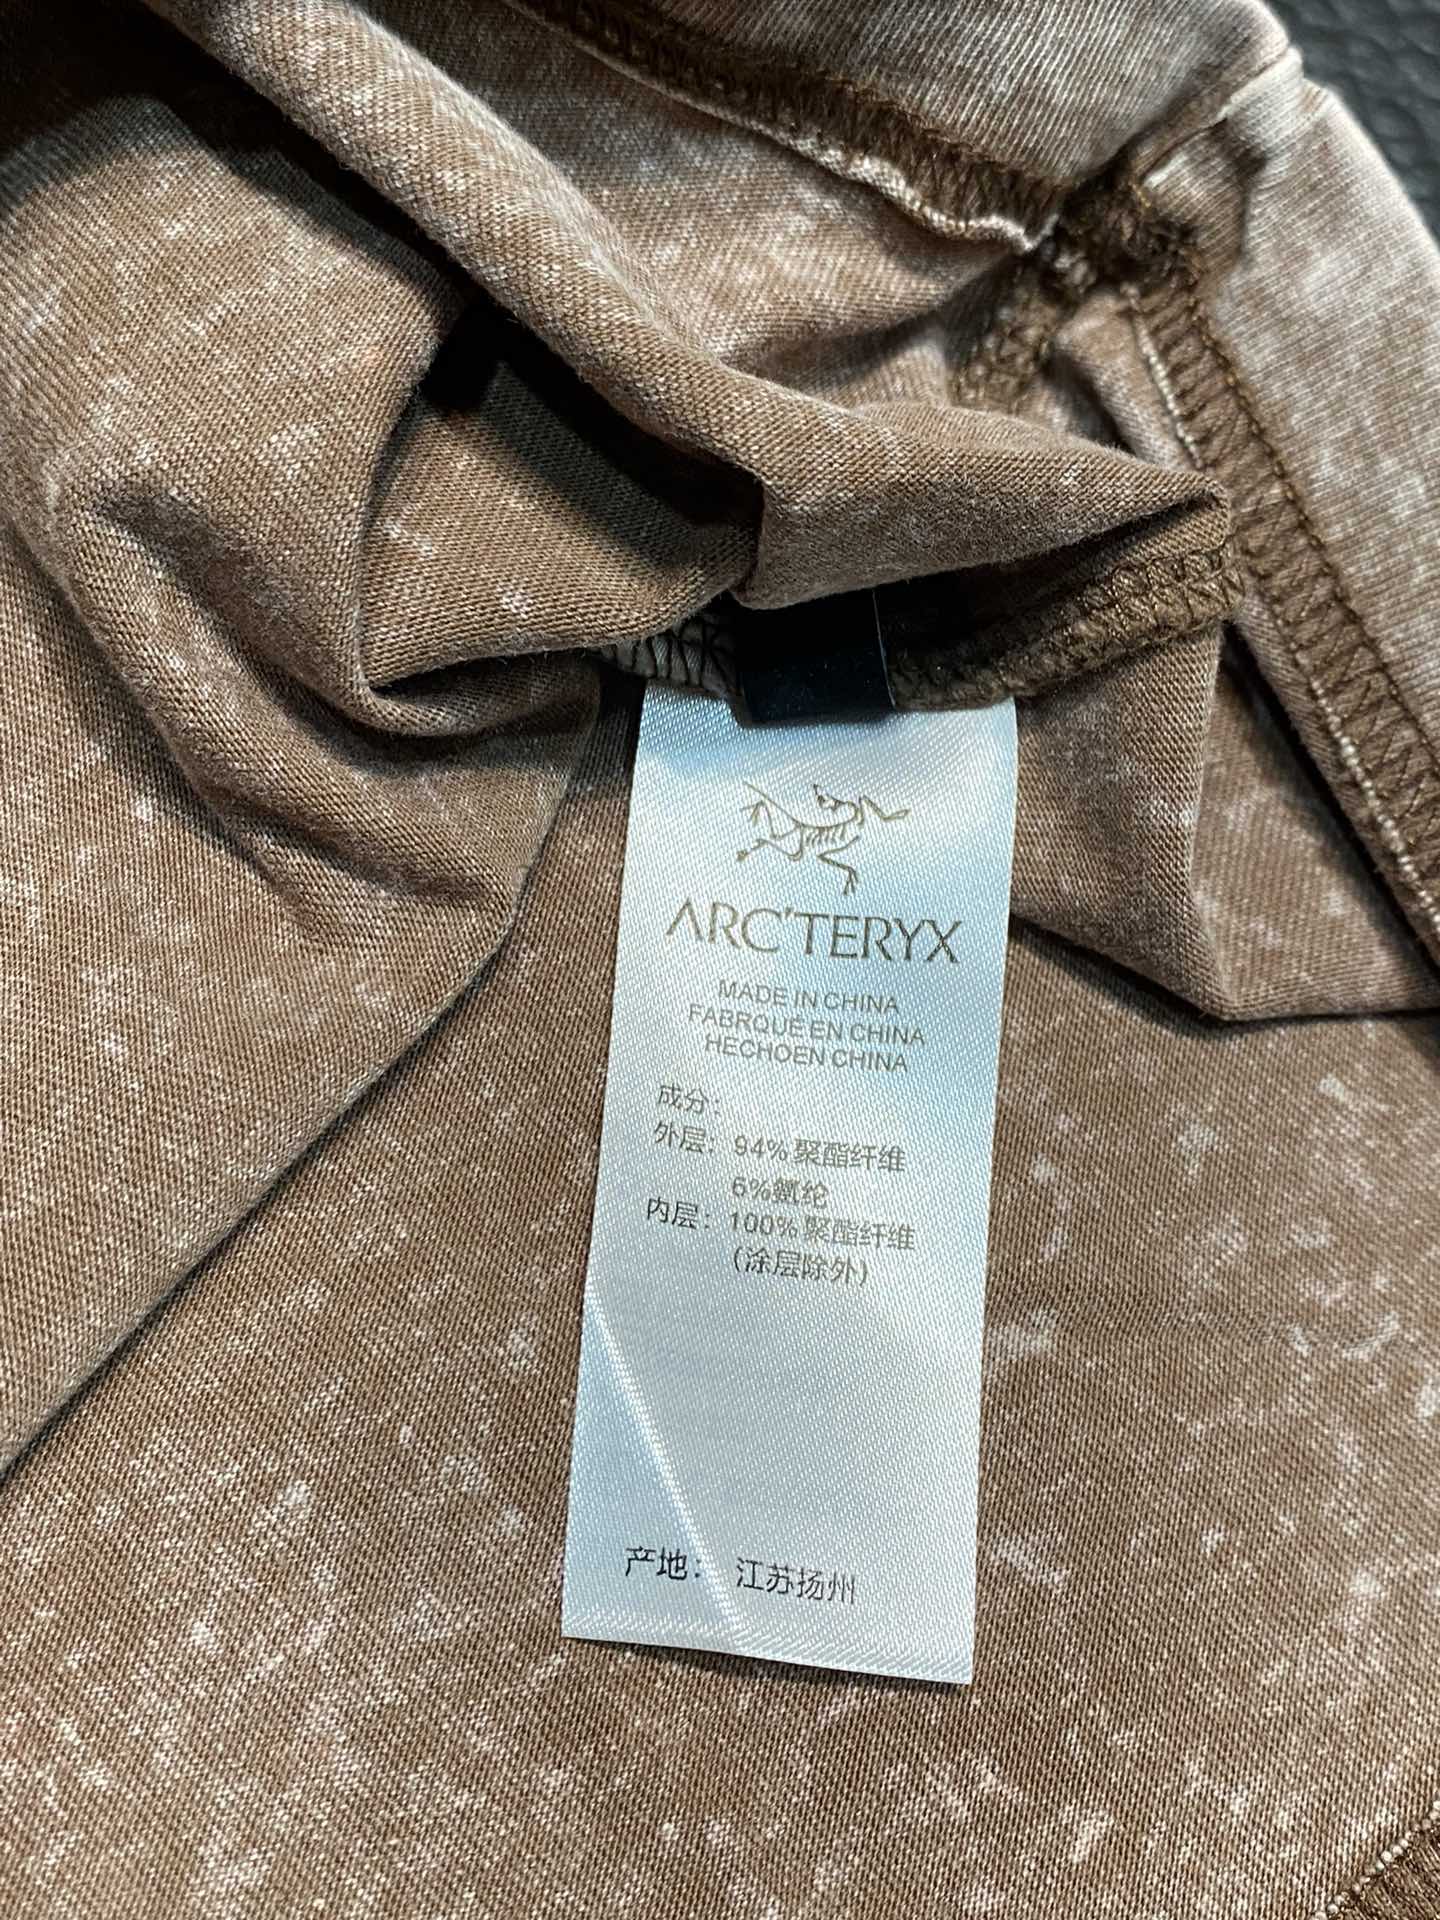 ARC'TERYX
MADE IN CHINA
FABRQUÉ EN CHINA
HECHOEN CHINA
成分：
外层：94%聚酯纤维
6%氨纶
内层：100%聚酯纤维
(涂层除外)
产地： 江苏扬州